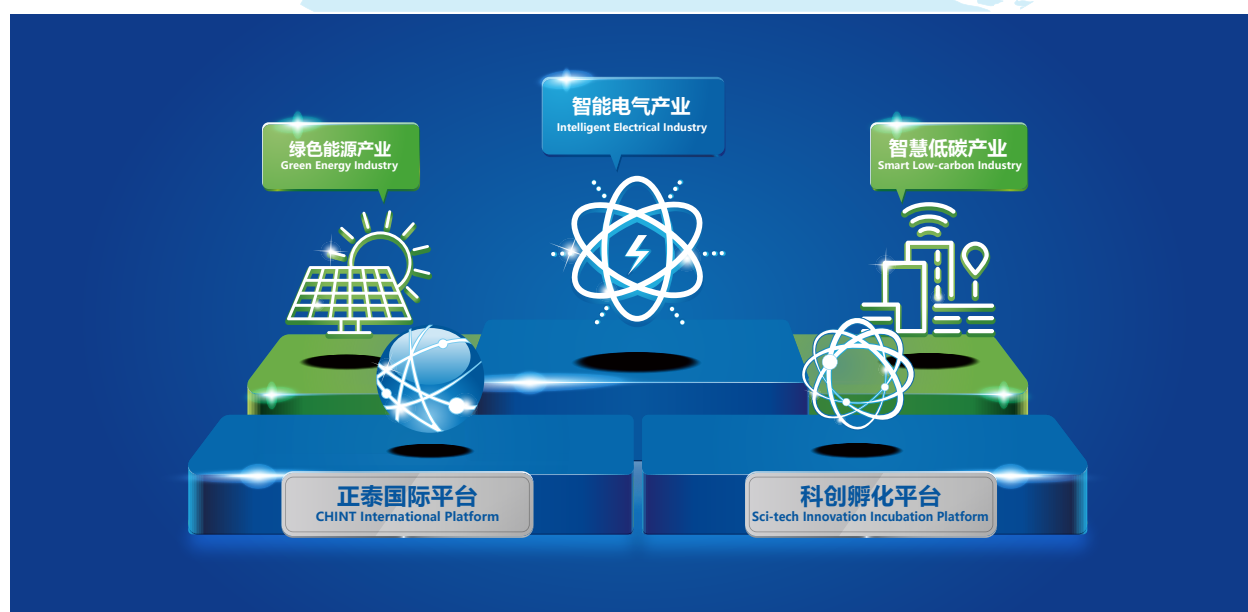 智能电气产业
Intelligent Electrical Industry
绿色能源产业
Green Energy Industry
智慧低碳产业
Smart Low-carbon Industry
正泰国际平台
CHINT International Platform
科创孵化平台
Sci-tech Innovation Incubation Platform